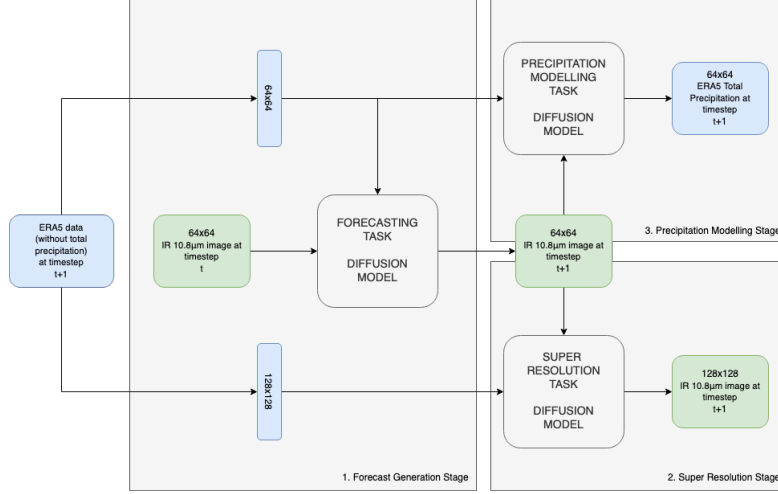 ERA5 data
(without total
precipitation)
at timestep
t+1
64x64
64x64
IR 10.8µm image at
timestep
t
FORECASTING
TASK
DIFFUSION
MODEL
128x128
1. Forecast Generation Stage
PRECIPITATION
MODELLING
TASK
DIFFUSION
MODEL
64x64
ERA5 Total
Precipitation at
timestep
t+1
3. Precipitation Modelling Stage
64x64
IR 10.8µm image at
timestep
t+1
SUPER
RESOLUTION
TASK
DIFFUSION
MODEL
128x128
IR 10.8µm image at
timestep
t+1
2. Super Resolution Stage